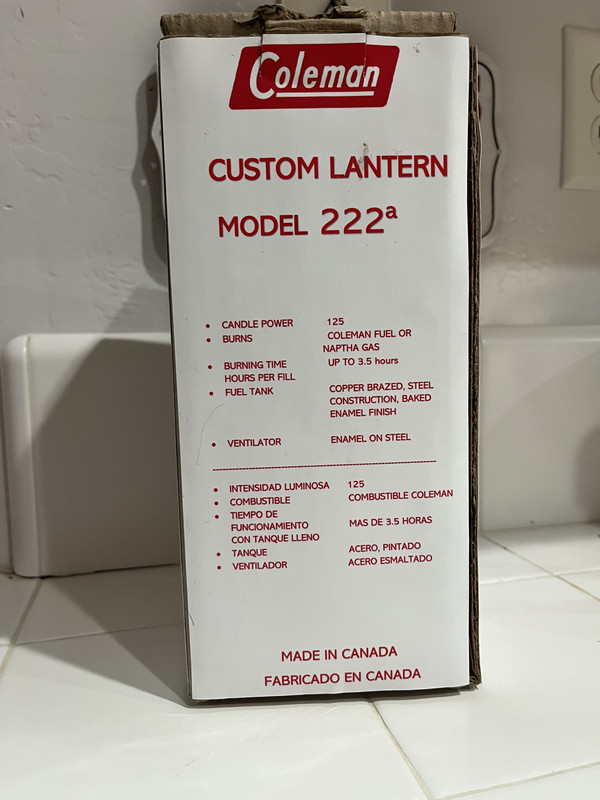 Coleman
CUSTOM LANTERN
MODEL 222ª
• CANDLE POWER 125
• BURNS COLEMAN FUEL OR
NAPTHA GAS
• BURNING TIME UP TO 3.5 hours
HOURS PER FILL
• FUEL TANK COPPER BRAZED, STEEL
CONSTRUCTION, BAKED
ENAMEL FINISH
• VENTILATOR ENAMEL ON STEEL
• INTENSIDAD LUMINOSA 125
• COMBUSTIBLE COMBUSTIBLE COLEMAN
• TIEMPO DE
FUNCIONAMIENTO MAS DE 3.5 HORAS
CON TANQUE LLENO
• TANQUE ACERO, PINTADO
• VENTILADOR ACERO ESMALTADO
MADE IN CANADA
FABRICADO EN CANADA